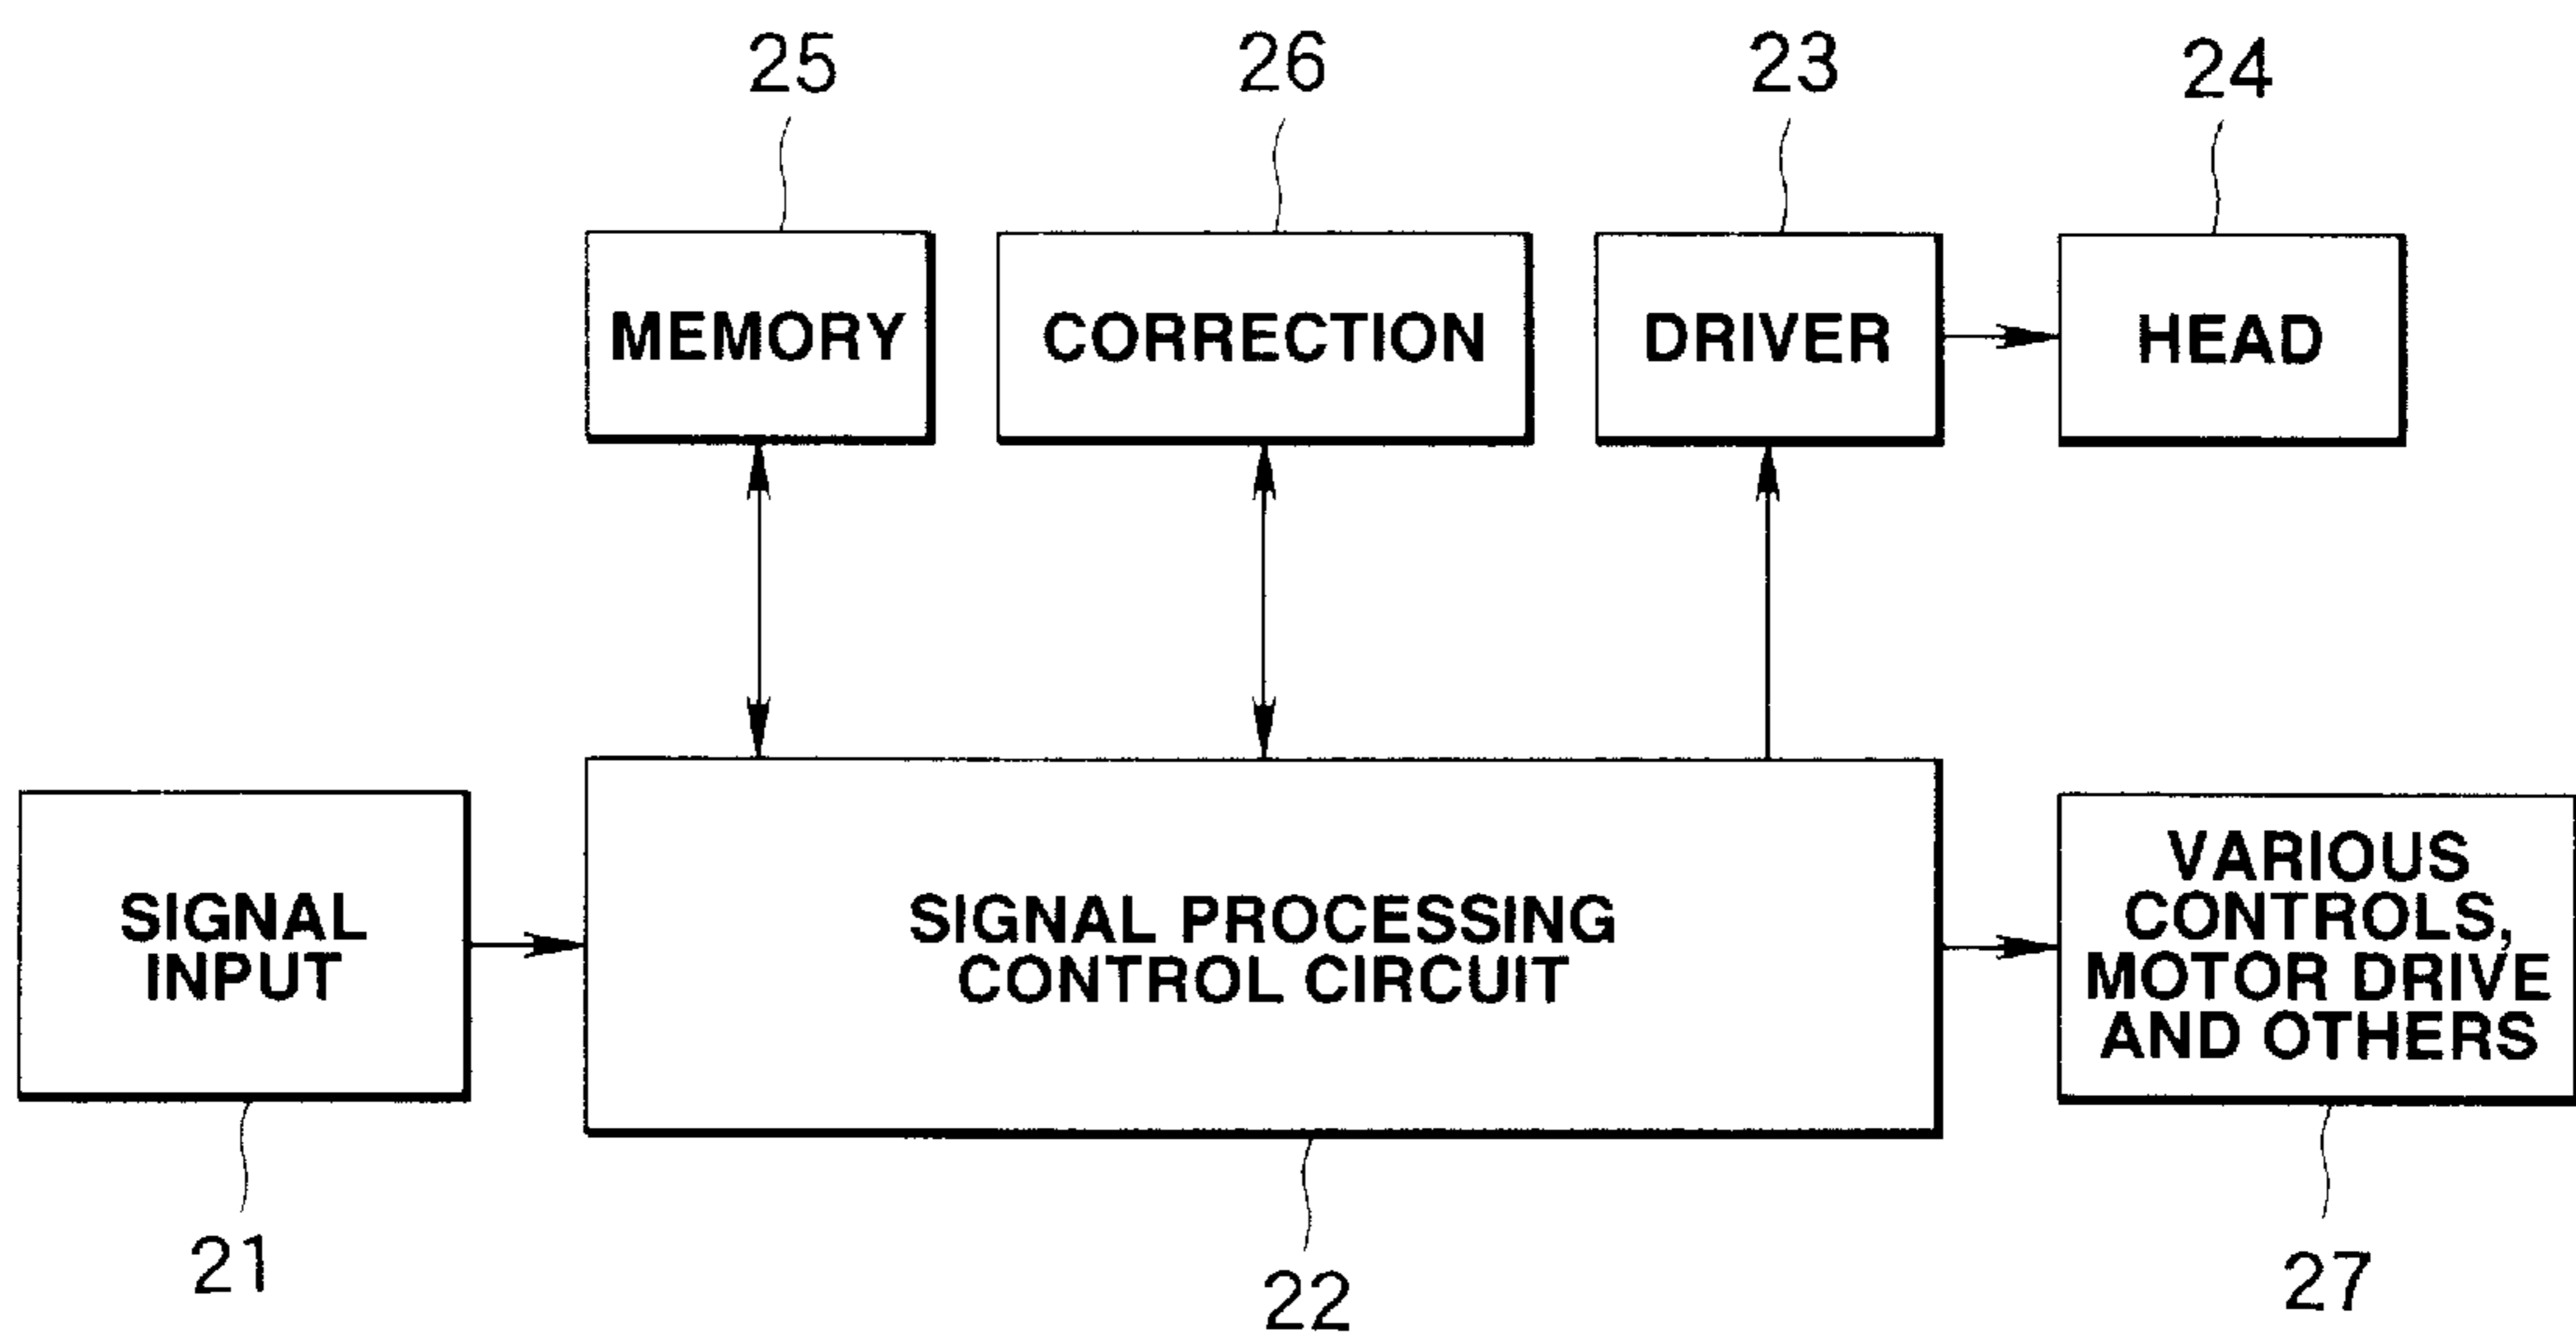 25
26
23
24
MEMORY
CORRECTION
DRIVER
HEAD
SIGNAL
INPUT
SIGNAL PROCESSING
CONTROL CIRCUIT
VARIOUS
CONTROLS,
MOTOR DRIVE
AND OTHERS
21
22
27